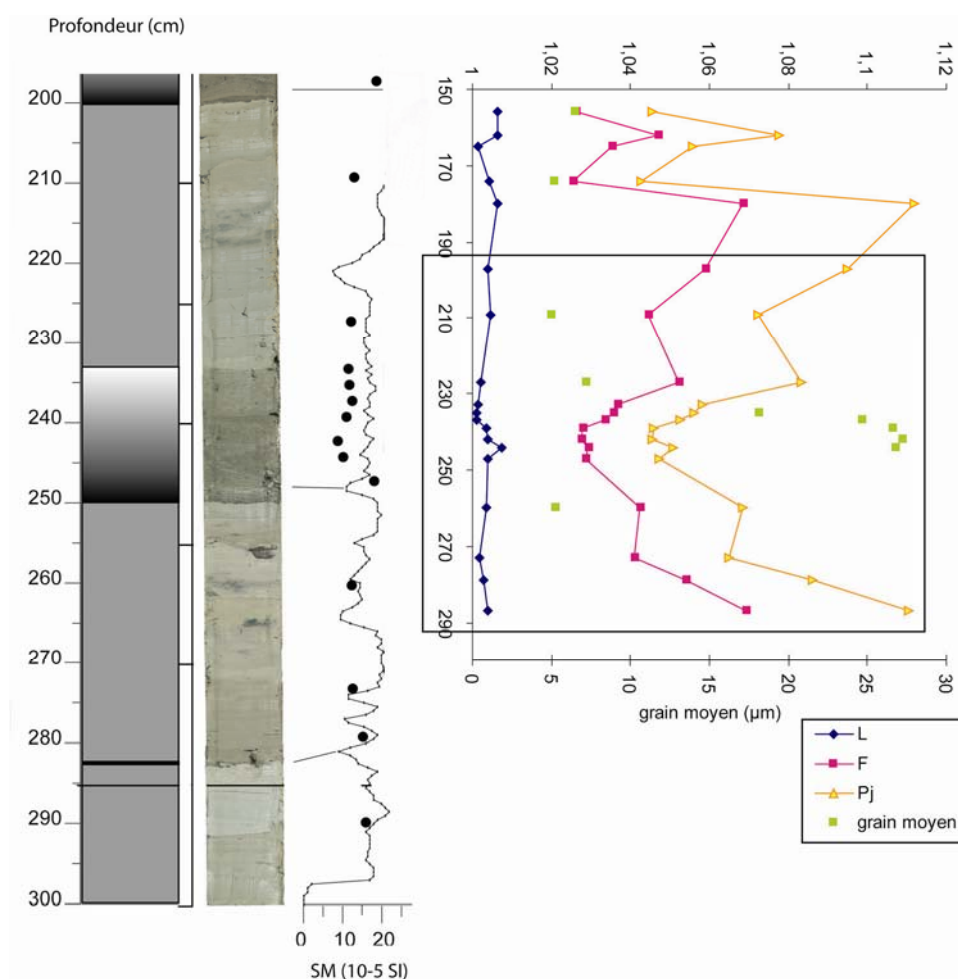 Profondeur (cm)
1 1,02 1,04 1,06 1,08 1,1 1,12
150
170
190
210
230
250
270
290
200
210
220
230
240
250
260
270
280
290
300
0 5 10 15 20 25 30
grain moyen (µm)
L
F
Pj
grain moyen
0 10 20
SM (10-5 SI)